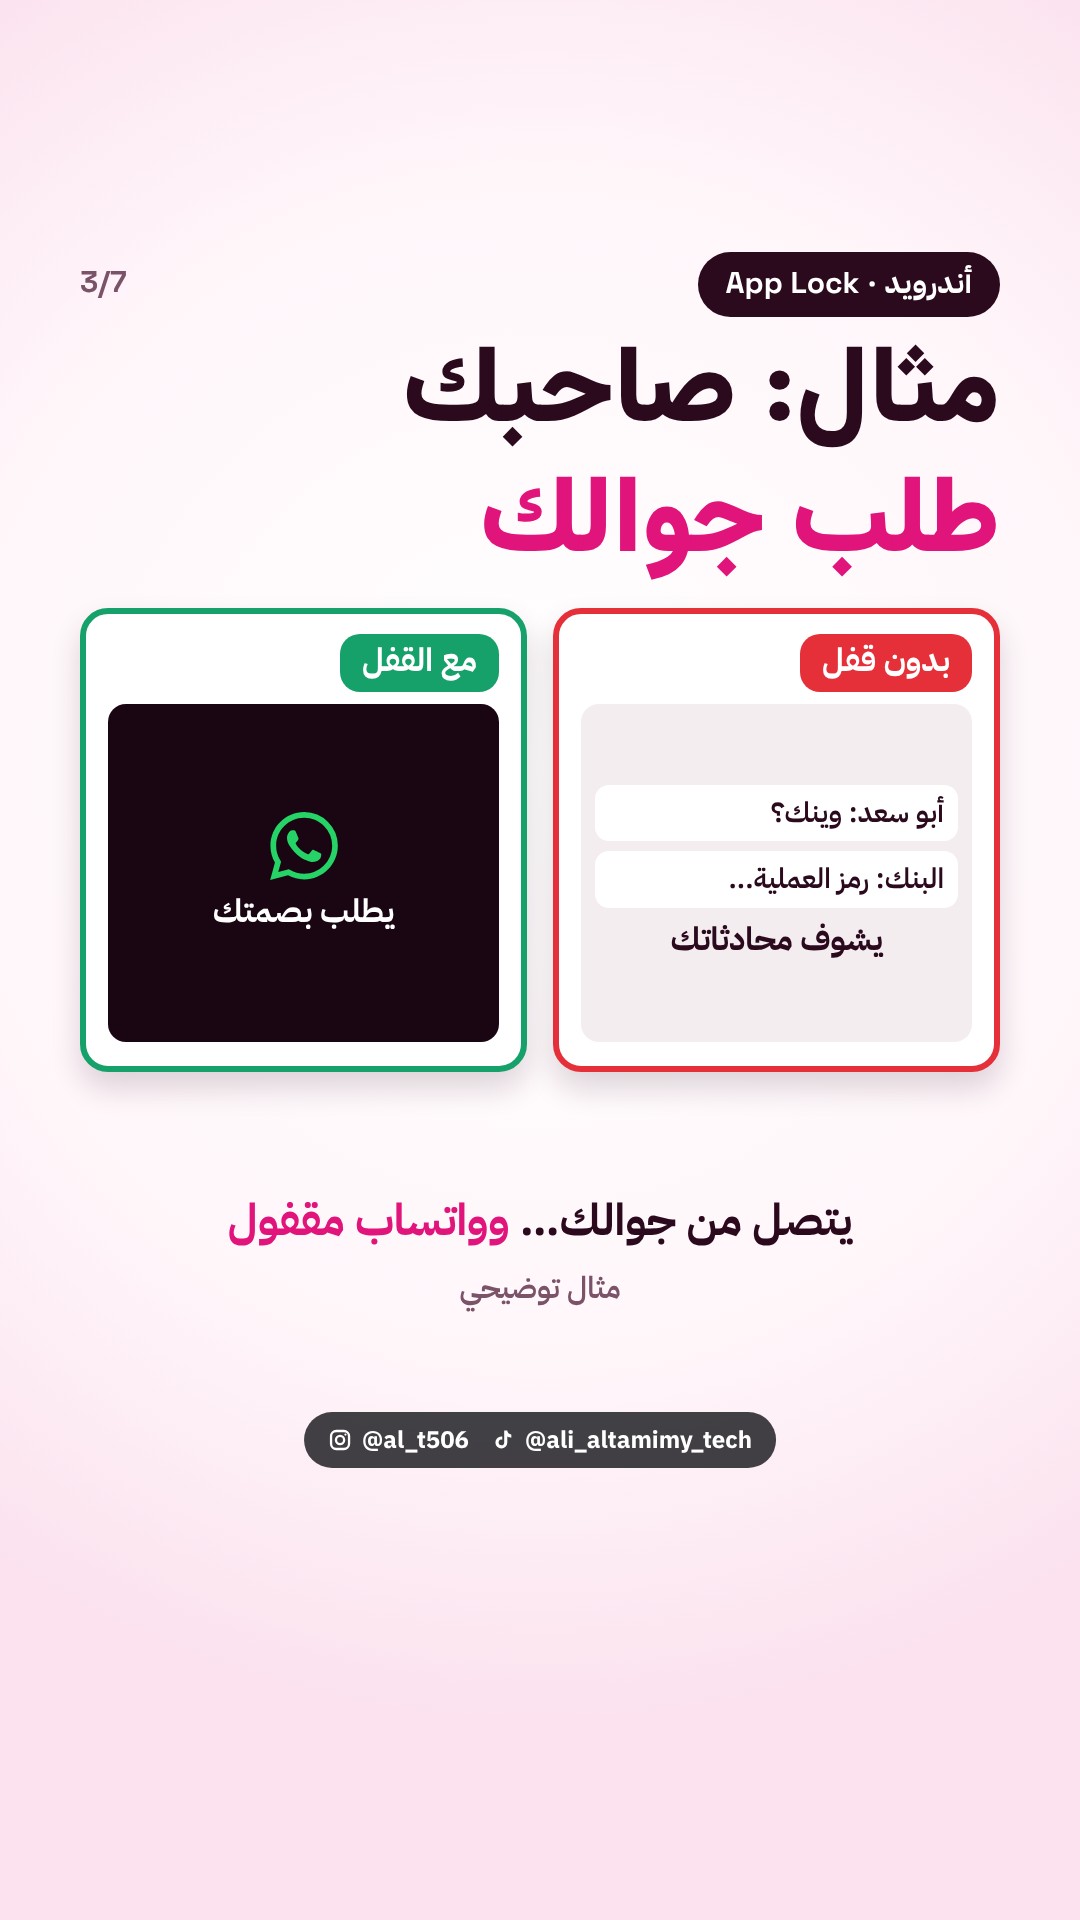 أندرويد · App Lock
3/7
مثال: صاحبك
طلب جوالك
بدون قفل
أبو سعد: وينك؟
البنك: رمز العملية...
يشوف محادثاتك
مع القفل
يطلب بصمتك
يتصل من جوالك... وواتساب مقفول
مثال توضيحي
@al_t506 @ali_altamimy_tech